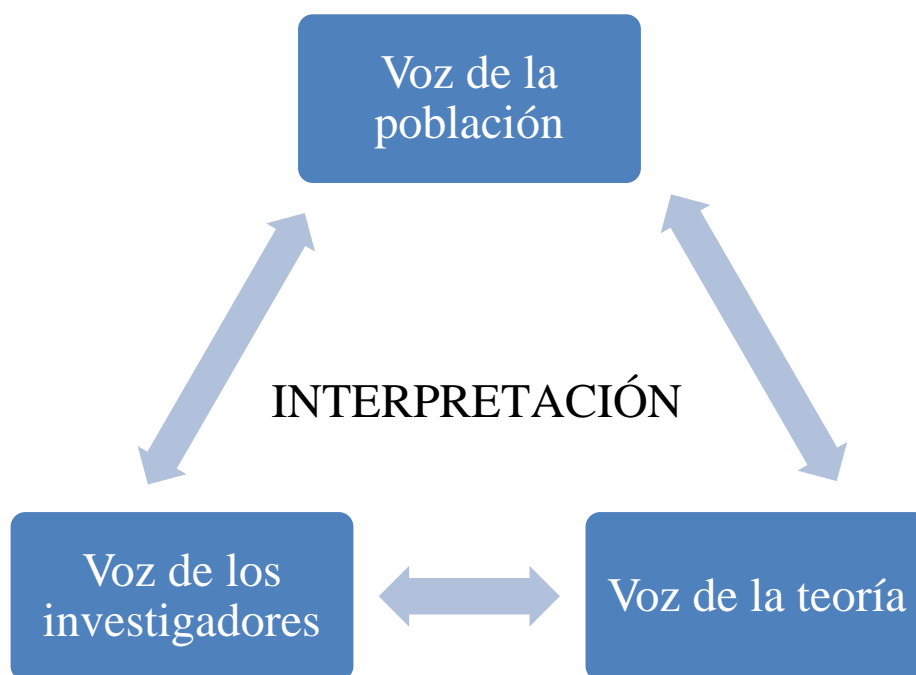 Voz de la
población
INTERPRETACIÓN
Voz de los
investigadores
Voz de la teoría